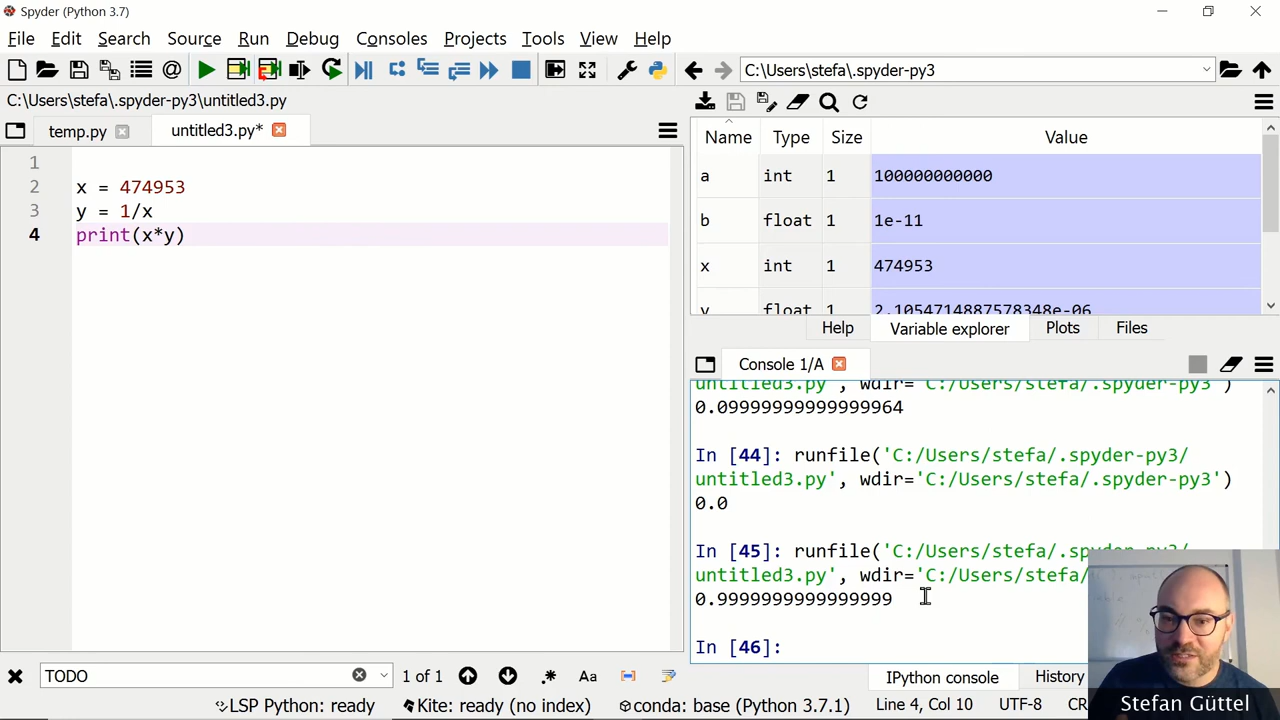 Spyder (Python 3.7)
File Edit Search Source Run Debug Consoles Projects Tools View Help
C:\Users\stefa\.spyder-py3
C:\Users\stefa\.spyder-py3\untitled3.py
temp.py untitled3.py*
1
2 x = 474953
3 y = 1/x
4 print(x*y)
Name Type Size Value
a int 1 100000000000
b float 1 1e-11
x int 1 474953
y float 1 2.1054714887578348e-06
Help Variable explorer Plots Files
Console 1/A
untitled3.py', wdir='C:/Users/stefa/.spyder-py3')
0.09999999999999964
In [44]: runfile('C:/Users/stefa/.spyder-py3/
untitled3.py', wdir='C:/Users/stefa/.spyder-py3')
0.0
In [45]: runfile('C:/Users/stefa/.spyder-py3/
untitled3.py', wdir='C:/Users/stefa/
0.9999999999999999
In [46]:
IPython console History
TODO 1 of 1 .* Aa
LSP Python: ready Kite: ready (no index) conda: base (Python 3.7.1) Line 4, Col 10 UTF-8 CR
Stefan Güttel